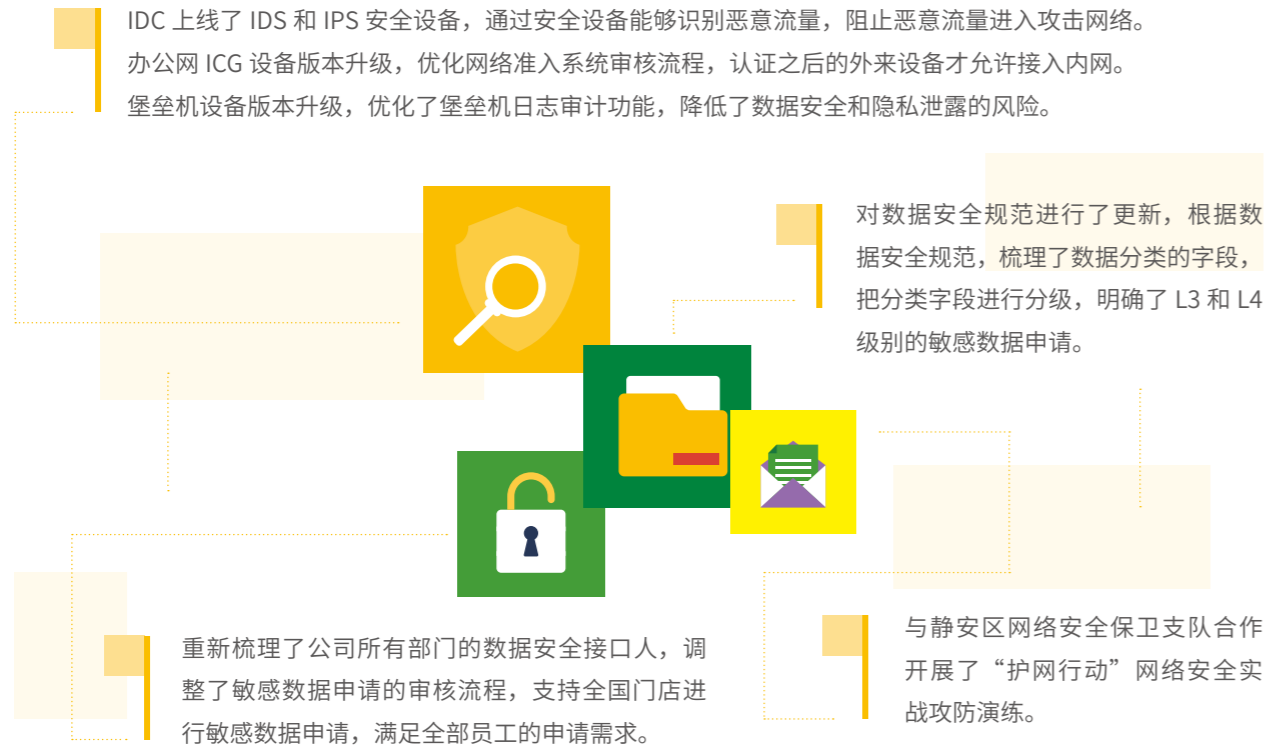 IDC 上线了 IDS 和 IPS 安全设备，通过安全设备能够识别恶意流量，阻止恶意流量进入攻击网络。
办公网 ICG 设备版本升级，优化网络准入系统审核流程，认证之后的外来设备才允许接入内网。
堡垒机设备版本升级，优化了堡垒机日志审计功能，降低了数据安全和隐私泄露的风险。
对数据安全规范进行了更新，根据数
据安全规范，梳理了数据分类的字段，
把分类字段进行分级，明确了 L3 和 L4
级别的敏感数据申请。
重新梳理了公司所有部门的数据安全接口人，调
整了敏感数据申请的审核流程，支持全国门店进
行敏感数据申请，满足全部员工的申请需求。
与静安区网络安全保卫支队合作
开展了“护网行动”网络安全实
战攻防演练。